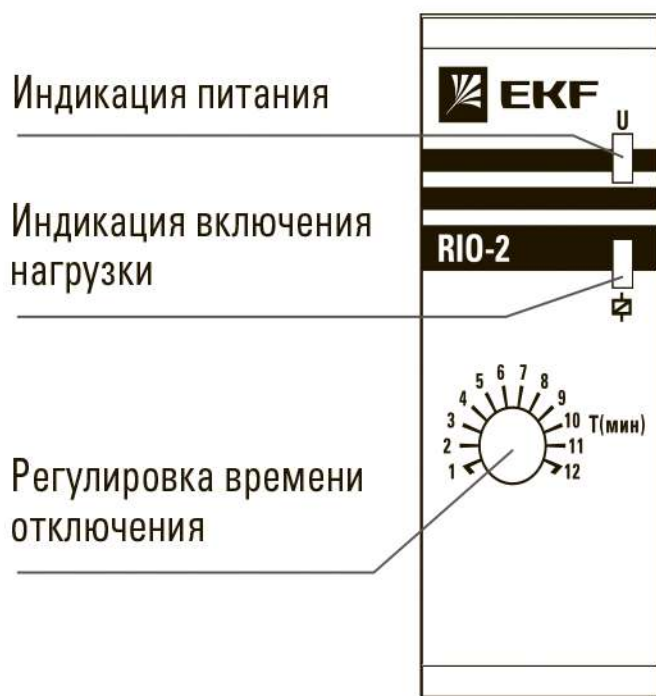 Индикация питания
EKF
U
Индикация включения
нагрузки
RIO-2
1 2 3 4 5 6 7 8 9 10 11 12
T(мин)
Регулировка времени
отключения